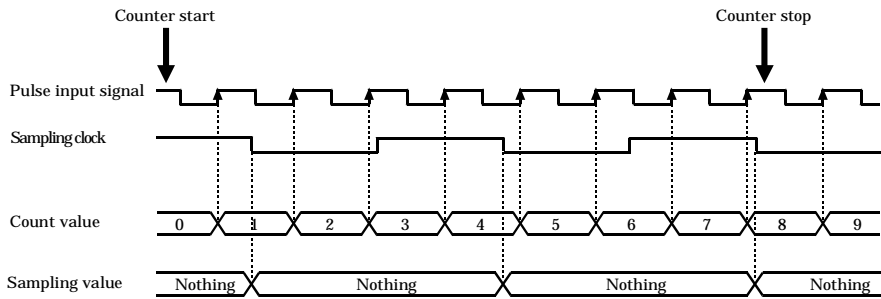 Counter start Counter stop
Pulse input signal
Sampling clock
Count value 0 1 2 3 4 5 6 7 8 9
Sampling value Nothing Nothing Nothing Nothing